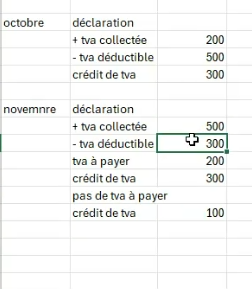 octobre déclaration
+ tva collectée 200
- tva déductible 500
crédit de tva 300
novemnre déclaration
+ tva collectée 500
- tva déductible 300
tva à payer 200
crédit de tva 300
pas de tva à payer
crédit de tva 100